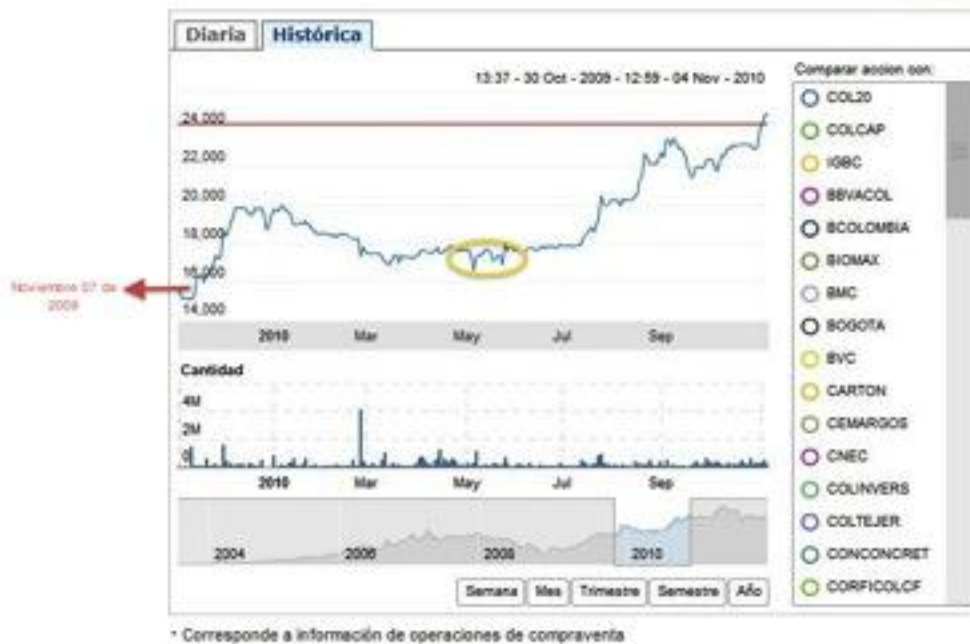 Diaria Histórica
13:37 - 30 Oct - 2009 - 12:59 - 04 Nov - 2010
24,000
22,000
20,000
18,000
16,000
14,000
Noviembre 07 de
2009
2010 Mar May Jul Sep
Cantidad
4M
2M
0
2010 Mar May Jul Sep
2004 2006 2008 2010
Semana Mes Trimestre Semestre Año
Comparar accion con:
COL20
COLCAP
IGBC
BBVACOL
BCOLOMBIA
BIOMAX
BMC
BOGOTA
BVC
CARTON
CEMARGOS
CNEC
COLINVERS
COLTEJER
CONCONCRET
CORFICOLCF
* Corresponde a información de operaciones de compraventa